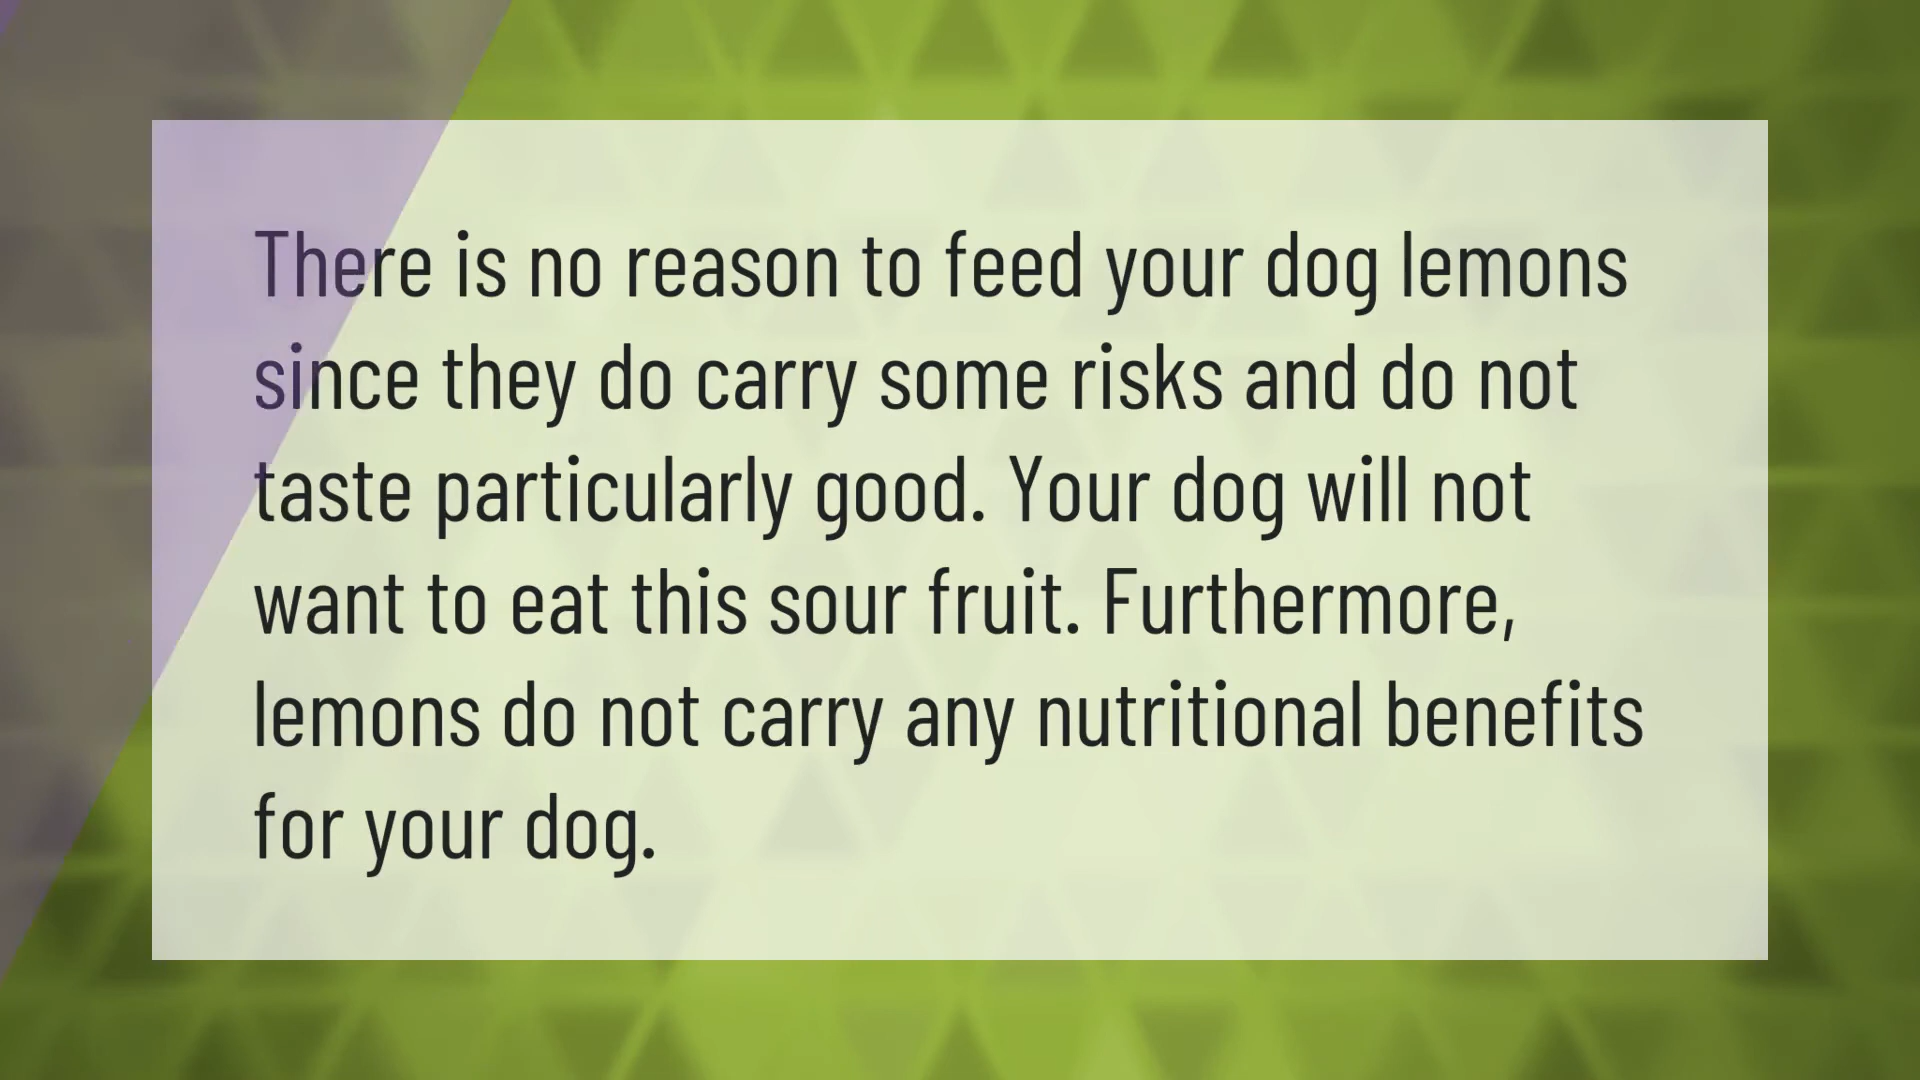 There is no reason to feed your dog lemons
since they do carry some risks and do not
taste particularly good. Your dog will not
want to eat this sour fruit. Furthermore,
lemons do not carry any nutritional benefits
for your dog.